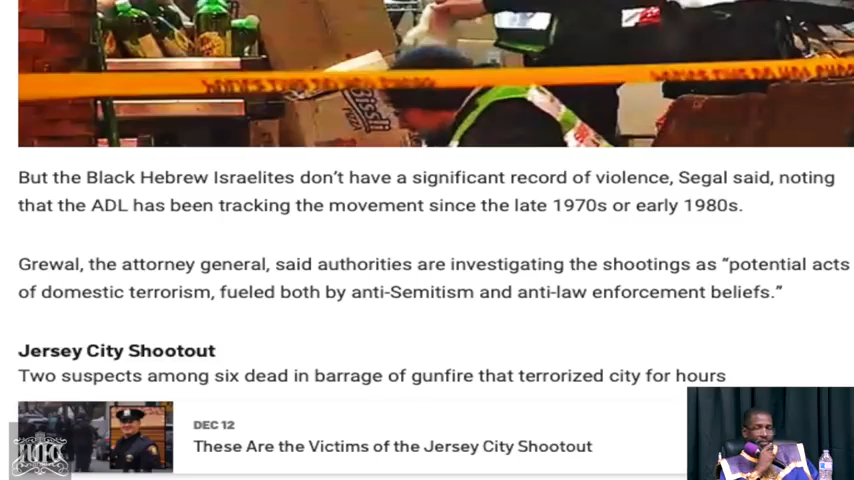 Bissli
PIZZA
But the Black Hebrew Israelites don't have a significant record of violence, Segal said, noting
that the ADL has been tracking the movement since the late 1970s or early 1980s.
Grewal, the attorney general, said authorities are investigating the shootings as “potential acts
of domestic terrorism, fueled both by anti-Semitism and anti-law enforcement beliefs.”
Jersey City Shootout
Two suspects among six dead in barrage of gunfire that terrorized city for hours
DEC 12
These Are the Victims of the Jersey City Shootout